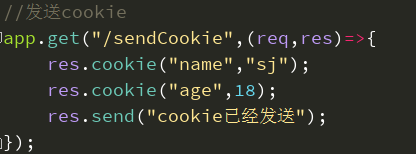 //发送cookie
app.get("/sendCookie",(req,res)=>{
    res.cookie("name","sj");
    res.cookie("age",18);
    res.send("cookie已经发送");
});